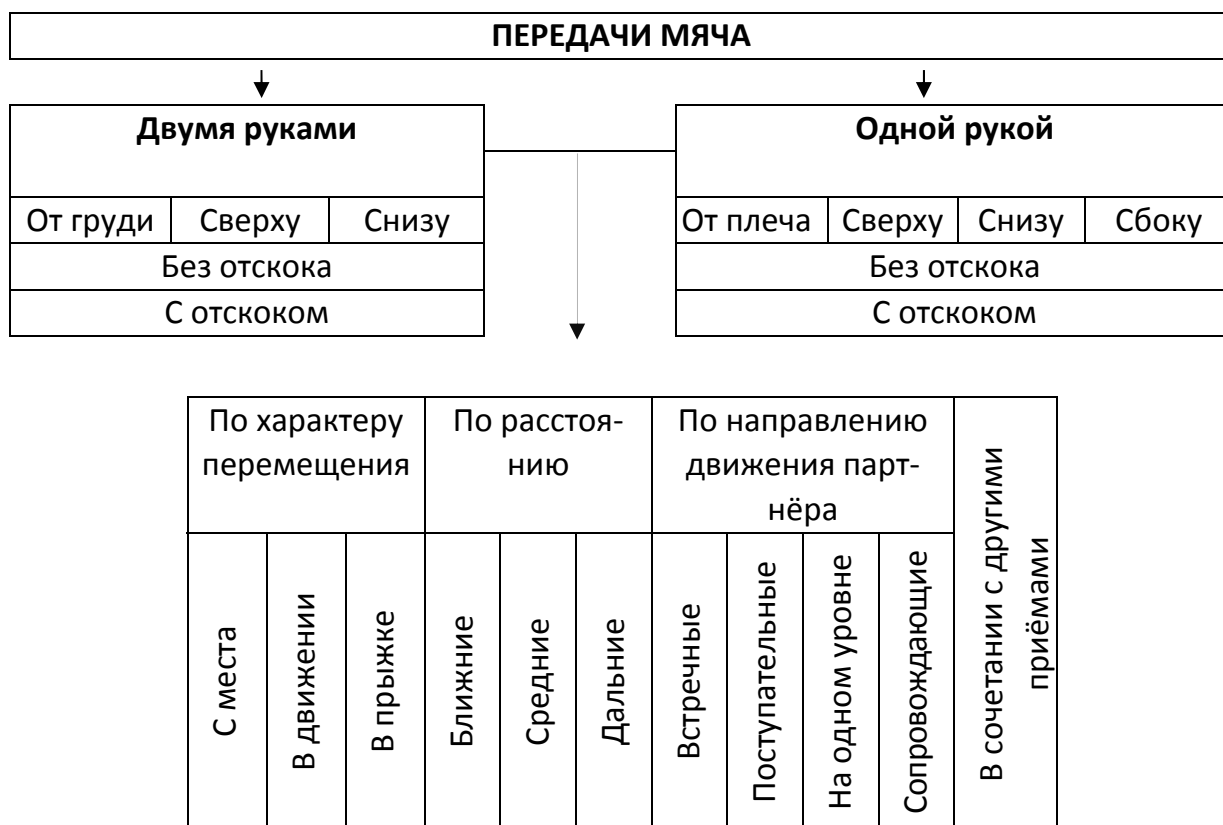 ПЕРЕДАЧИ МЯЧА
Двумя руками
Одной рукой
От груди
Сверху
Снизу
От плеча
Сверху
Снизу
Сбоку
Без отскока
Без отскока
С отскоком
С отскоком
По характеру
перемещения
По расстоя-
нию
По направлению
движения парт-
нёра
В сочетании с другими
приёмами
С места
В движении
В прыжке
Ближние
Средние
Дальние
Встречные
Поступательные
На одном уровне
Сопровождающие